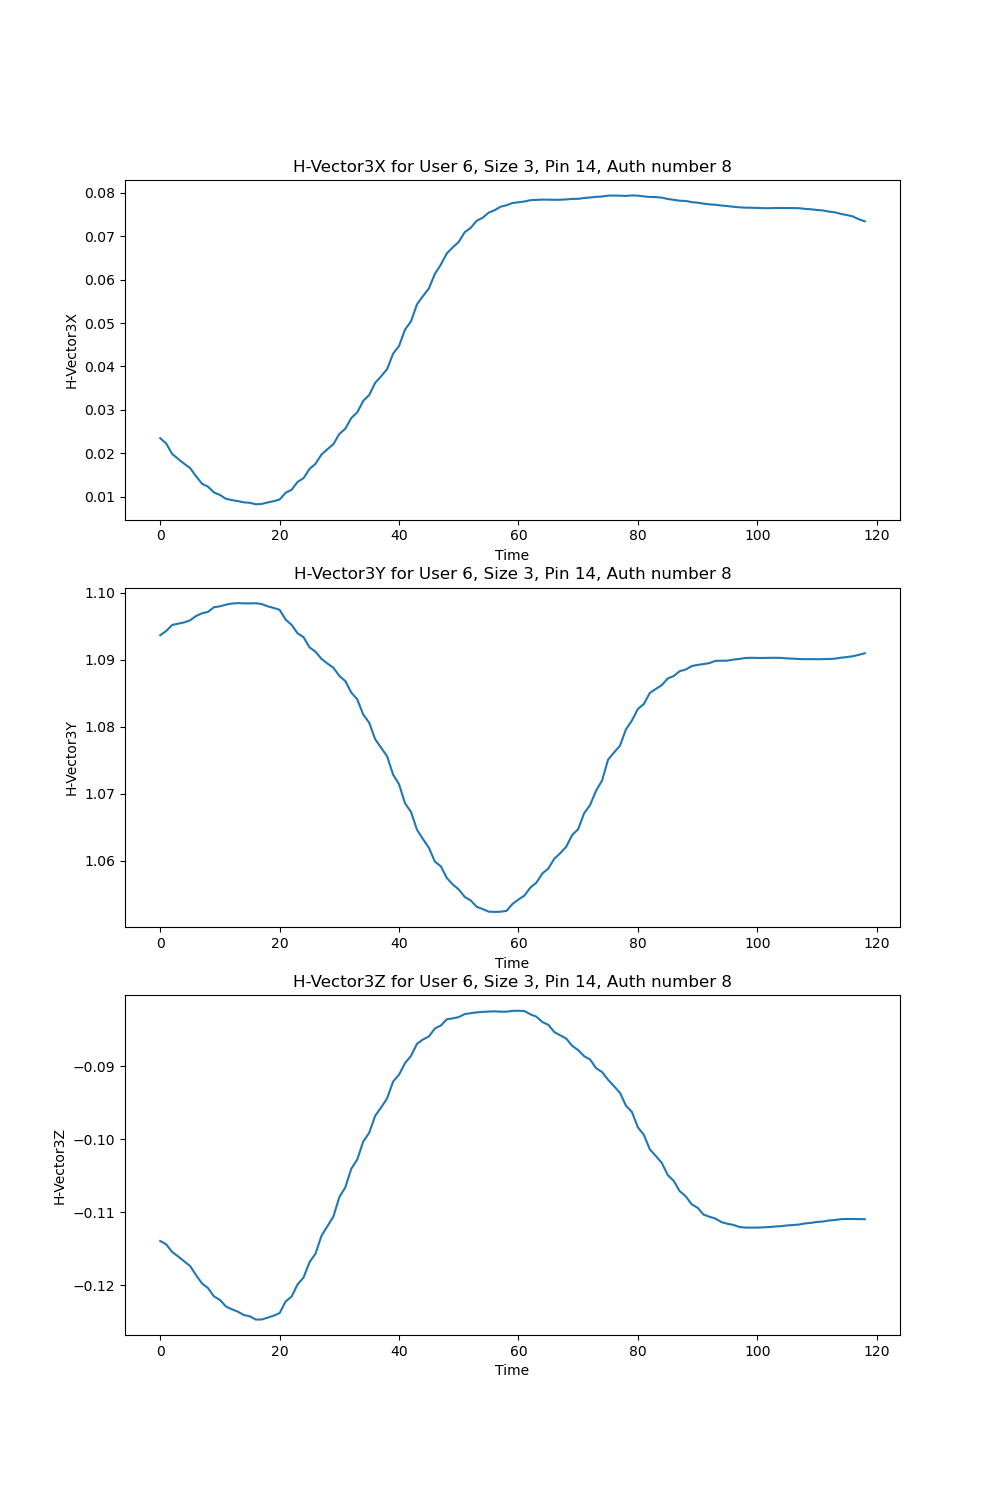 H-Vector3X for User 6, Size 3, Pin 14, Auth number 8
0.08
0.07
0.06
0.05
0.04
0.03
0.02
0.01
H-Vector3X
0 20 40 60 80 100 120
Time
H-Vector3Y for User 6, Size 3, Pin 14, Auth number 8
1.10
1.09
1.08
1.07
1.06
H-Vector3Y
0 20 40 60 80 100 120
Time
H-Vector3Z for User 6, Size 3, Pin 14, Auth number 8
−0.09
−0.10
−0.11
−0.12
H-Vector3Z
0 20 40 60 80 100 120
Time